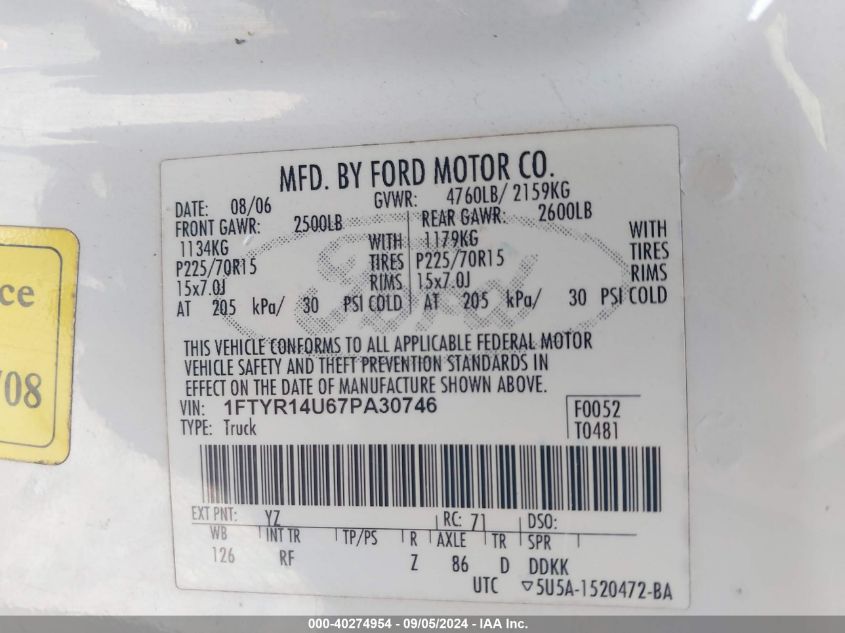 MFD. BY FORD MOTOR CO.
DATE: 08/06 GVWR: 4760LB/ 2159KG
FRONT GAWR: 2500LB REAR GAWR: 2600LB
1134KG WITH 1179KG WITH
P225/70R15 TIRES P225/70R15 TIRES
15x7.0J RIMS 15x7.0J RIMS
AT 205 kPa/ 30 PSI COLD AT 205 kPa/ 30 PSI COLD
Ford
THIS VEHICLE CONFORMS TO ALL APPLICABLE FEDERAL MOTOR
VEHICLE SAFETY AND THEFT PREVENTION STANDARDS IN
EFFECT ON THE DATE OF MANUFACTURE SHOWN ABOVE.
VIN: 1FTYR14U67PA30746 F0052
TYPE: Truck T0481
EXT PNT: YZ RC: 71 DSO:
WB INT TR TP/PS R AXLE TR SPR
126 RF Z 86 D DDKK
UTC ▽5U5A-1520472-BA
ce
/08
000-40274954 - 09/05/2024 - IAA Inc.